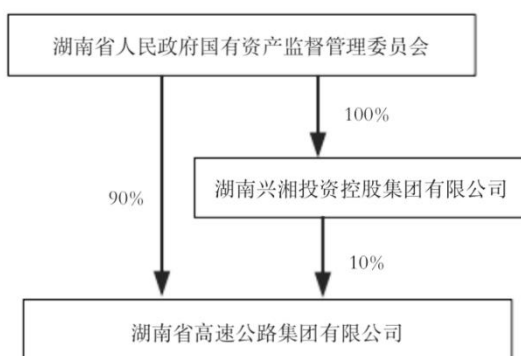 湖南省人民政府国有资产监督管理委员会
100%
湖南兴湘投资控股集团有限公司
90%
10%
湖南省高速公路集团有限公司